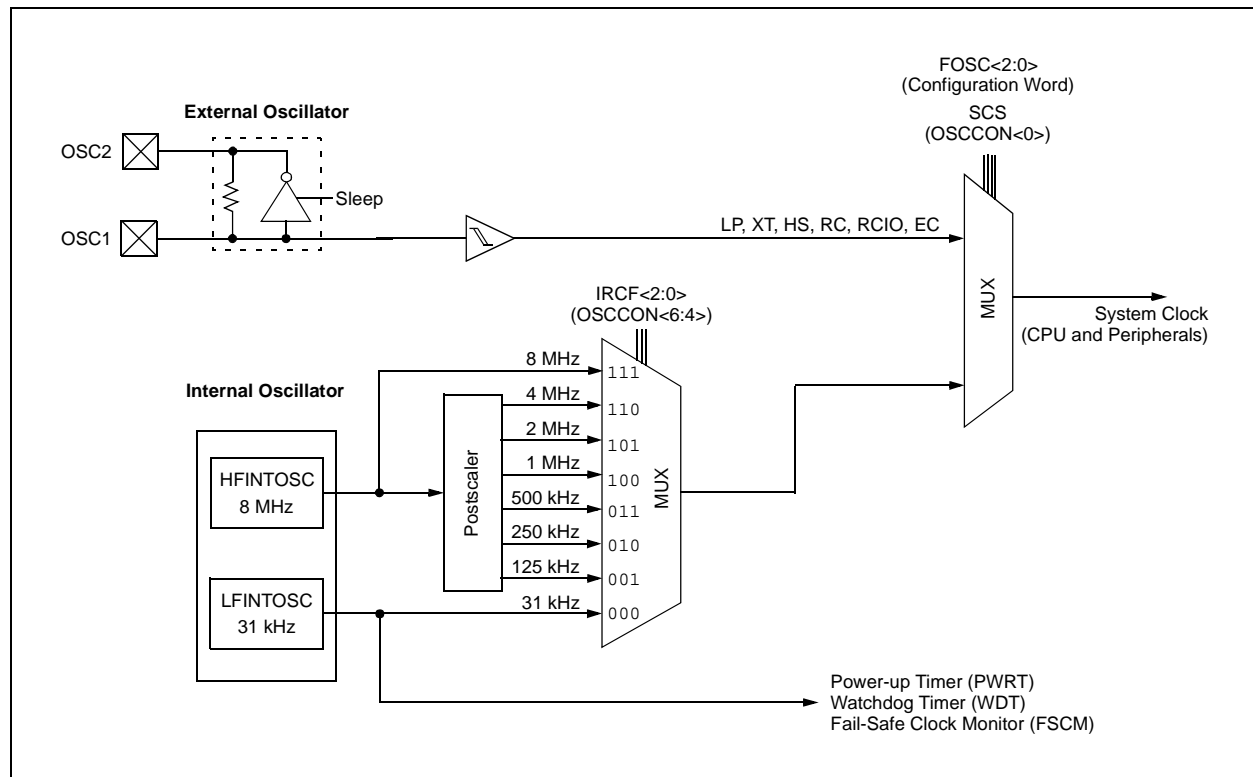 FOSC<2:0>
(Configuration Word)
SCS
(OSCCON<0>)
External Oscillator
OSC2
Sleep
OSC1
LP, XT, HS, RC, RCIO, EC
IRCF<2:0>
(OSCCON<6:4>)
MUX
System Clock
(CPU and Peripherals)
Internal Oscillator
HFINTOSC
8 MHz
LFINTOSC
31 kHz
Postscaler
8 MHz
4 MHz
2 MHz
1 MHz
500 kHz
250 kHz
125 kHz
31 kHz
111
110
101
100
011
010
001
000
MUX
Power-up Timer (PWRT)
Watchdog Timer (WDT)
Fail-Safe Clock Monitor (FSCM)